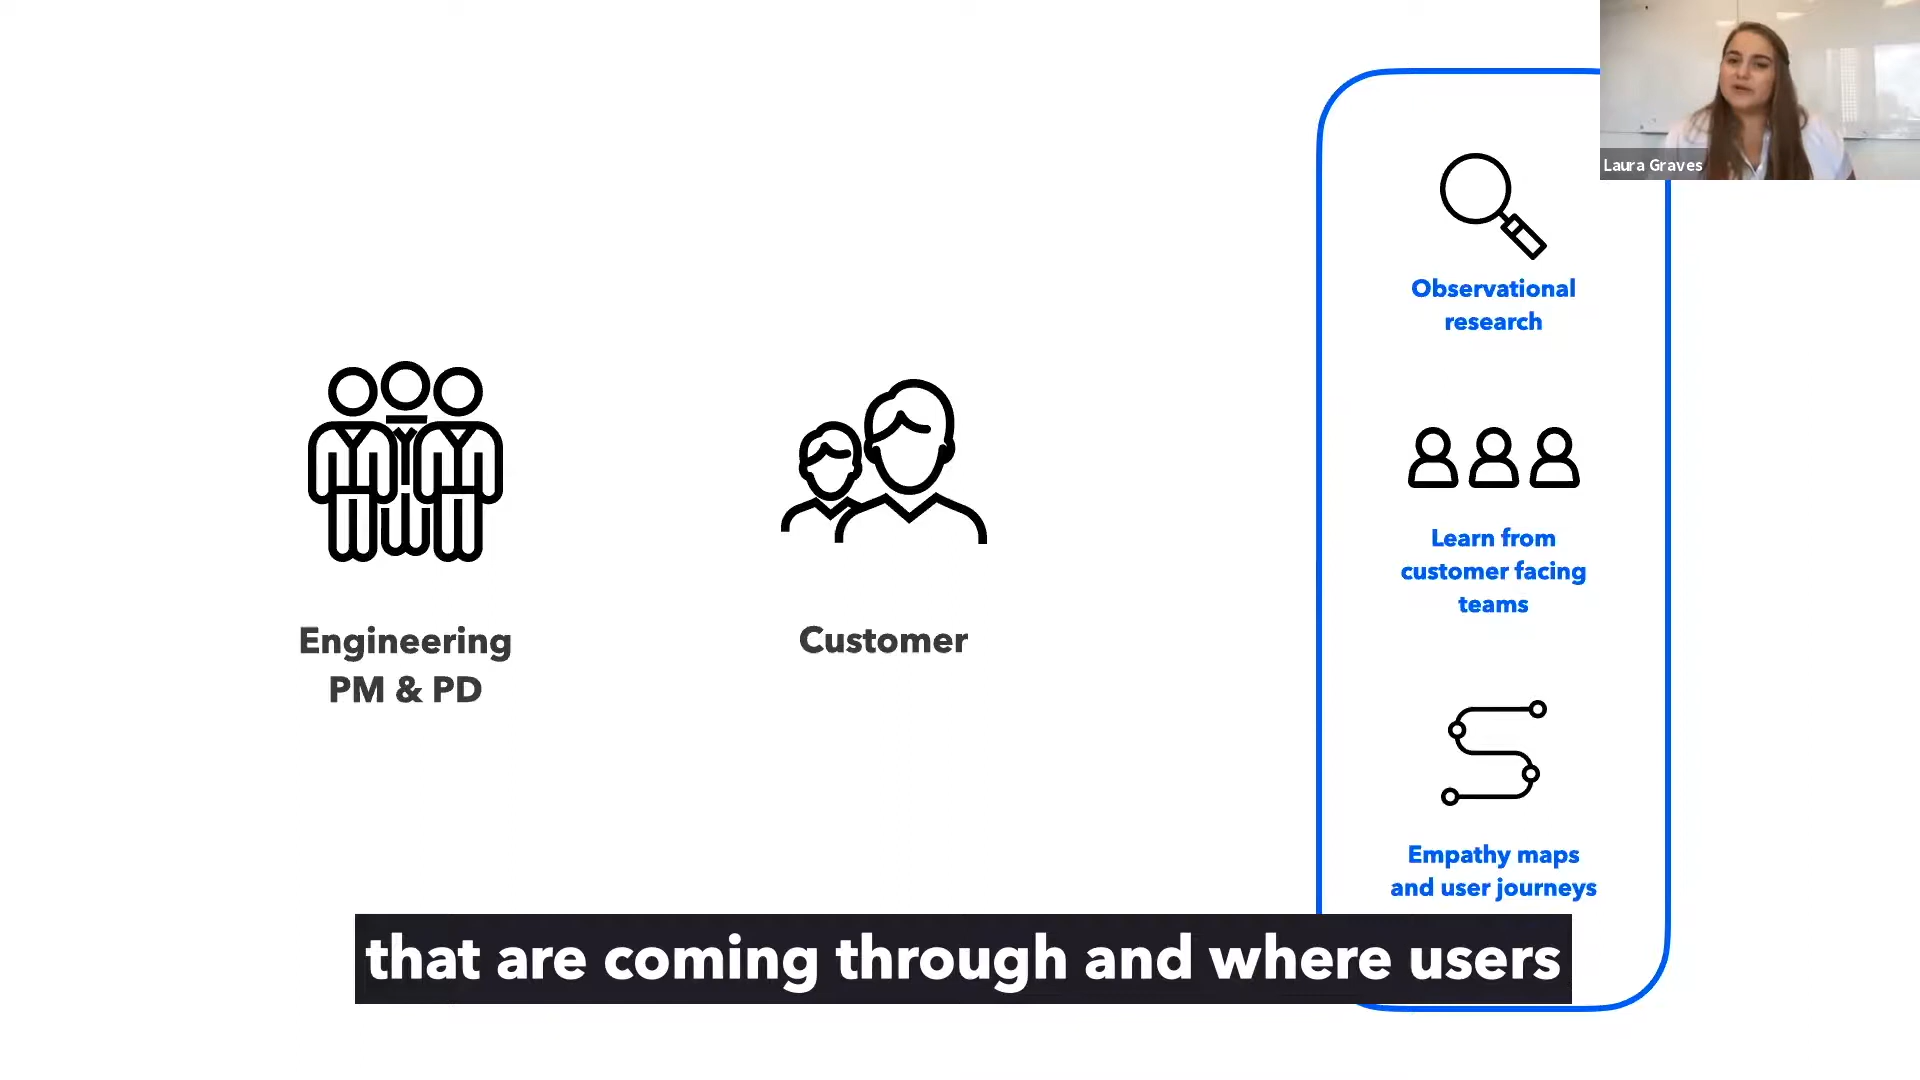 Laura Graves
Observational
research
Learn from
customer facing
teams
Engineering
PM & PD
Customer
Empathy maps
and user journeys
that are coming through and where users